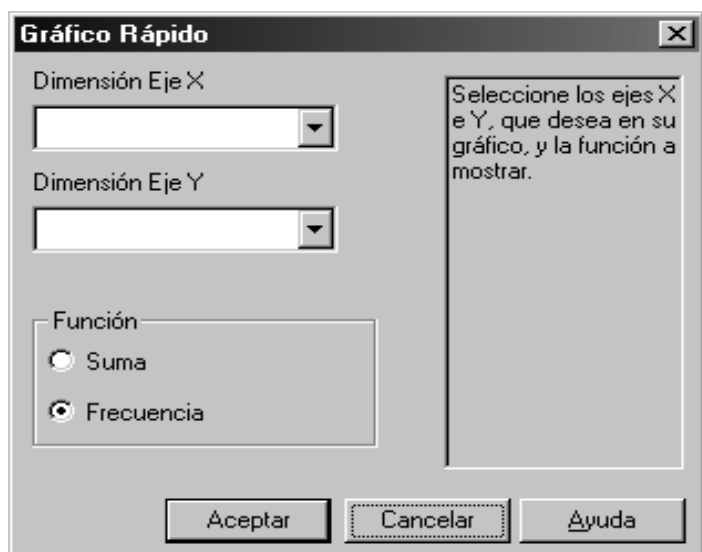 Gráfico Rápido
Dimensión Eje X
Dimensión Eje Y
Función
Suma
Frecuencia
Seleccione los ejes X
e Y, que desea en su
gráfico, y la función a
mostrar.
Aceptar
Cancelar
Ayuda